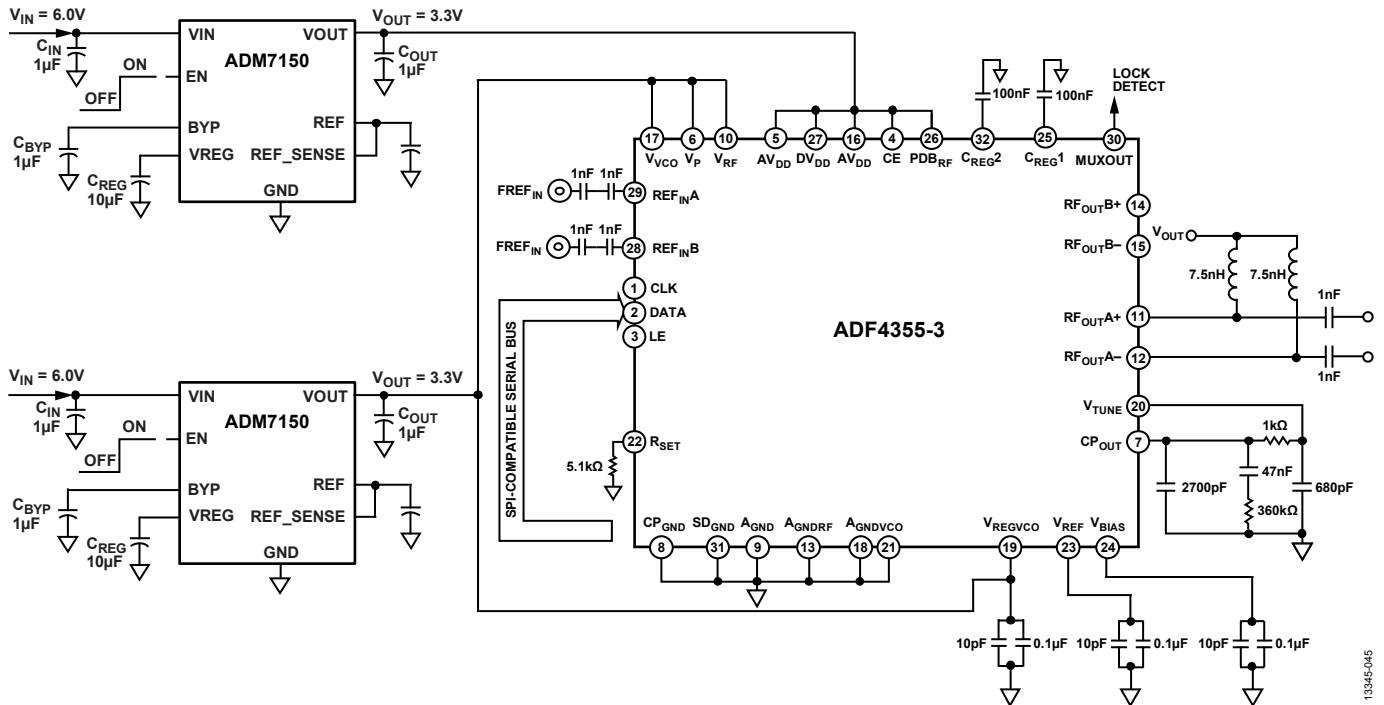 VIN = 6.0V
VOUT = 3.3V
CIN
1µF
VIN
VOUT
ADM7150
COUT
1µF
ON
EN
OFF
CBYP
1µF
BYP
REF
VREG
REF_SENSE
CREG
10µF
GND
100nF
100nF
LOCK
DETECT
17
6
10
5
27
16
4
26
32
25
30
VVCO
VP
VRF
AVDD
DVDD
AVDD
CE
PDBRF
CREG2
CREG1
MUXOUT
FREFIN
1nF
1nF
29
REFINA
FREFIN
1nF
1nF
28
REFINB
1
CLK
2
DATA
3
LE
SPI-COMPATIBLE SERIAL BUS
ADF4355-3
RFOUTB+
14
RFOUTB−
15
VOUT
7.5nH
7.5nH
RFOUTA+
11
1nF
RFOUTA−
12
1nF
VTUNE
20
CPOUT
7
1kΩ
47nF
2700pF
360kΩ
680pF
22
RSET
5.1kΩ
VIN = 6.0V
VOUT = 3.3V
CIN
1µF
VIN
VOUT
ADM7150
COUT
1µF
ON
EN
OFF
CBYP
1µF
BYP
REF
VREG
REF_SENSE
CREG
10µF
GND
CPGND
SDGND
AGND
AGNDRF
AGNDVCO
VREGVCO
VREF
VBIAS
8
31
9
13
18
21
19
23
24
10pF
0.1µF
10pF
0.1µF
10pF
0.1µF
13345-045